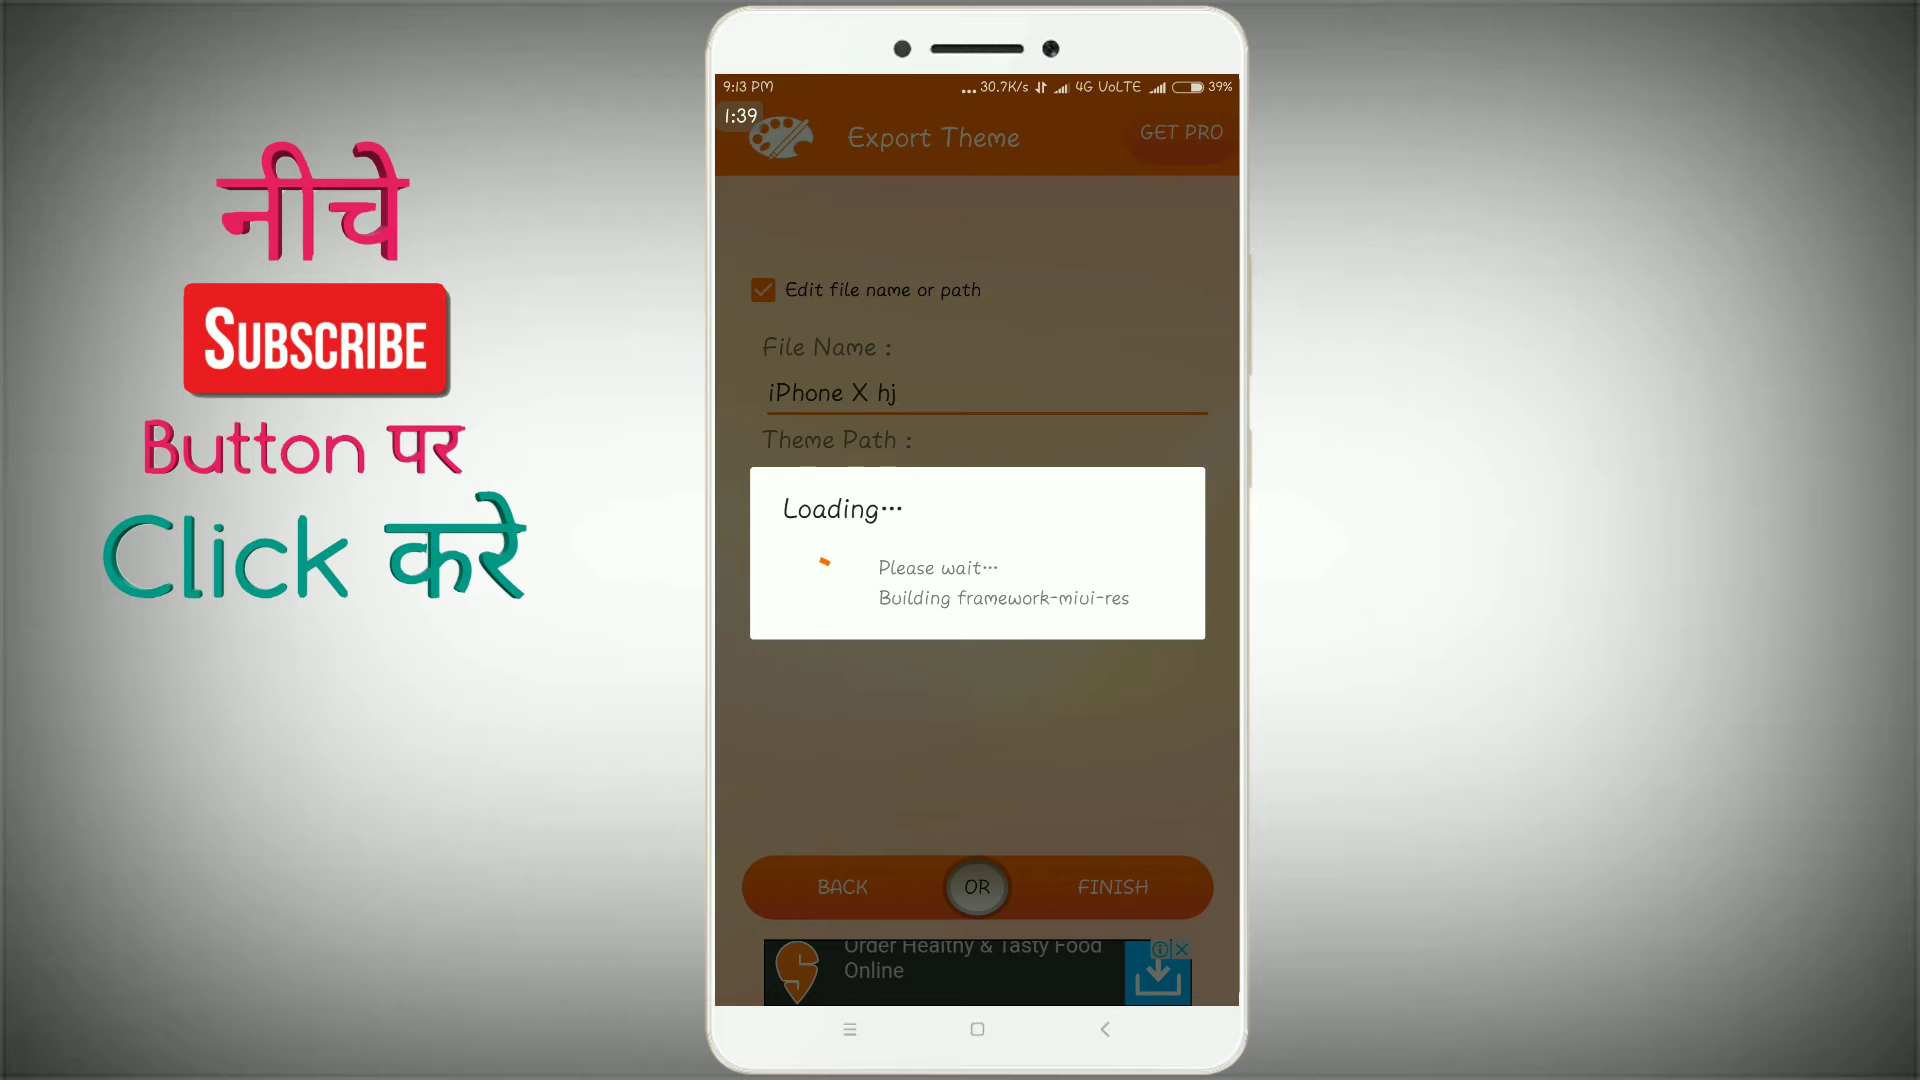 नीचे
SUBSCRIBE
Button पर
Click करे
9:13 PM
... 30.7K/s 4G VoLTE 39%
1:39
Export Theme
GET PRO
Edit file name or path
File Name :
iPhone X hj
Theme Path :
Loading...
Please wait...
Building framework-miui-res
BACK
OR
FINISH
Order Healthy & Tasty Food
Online